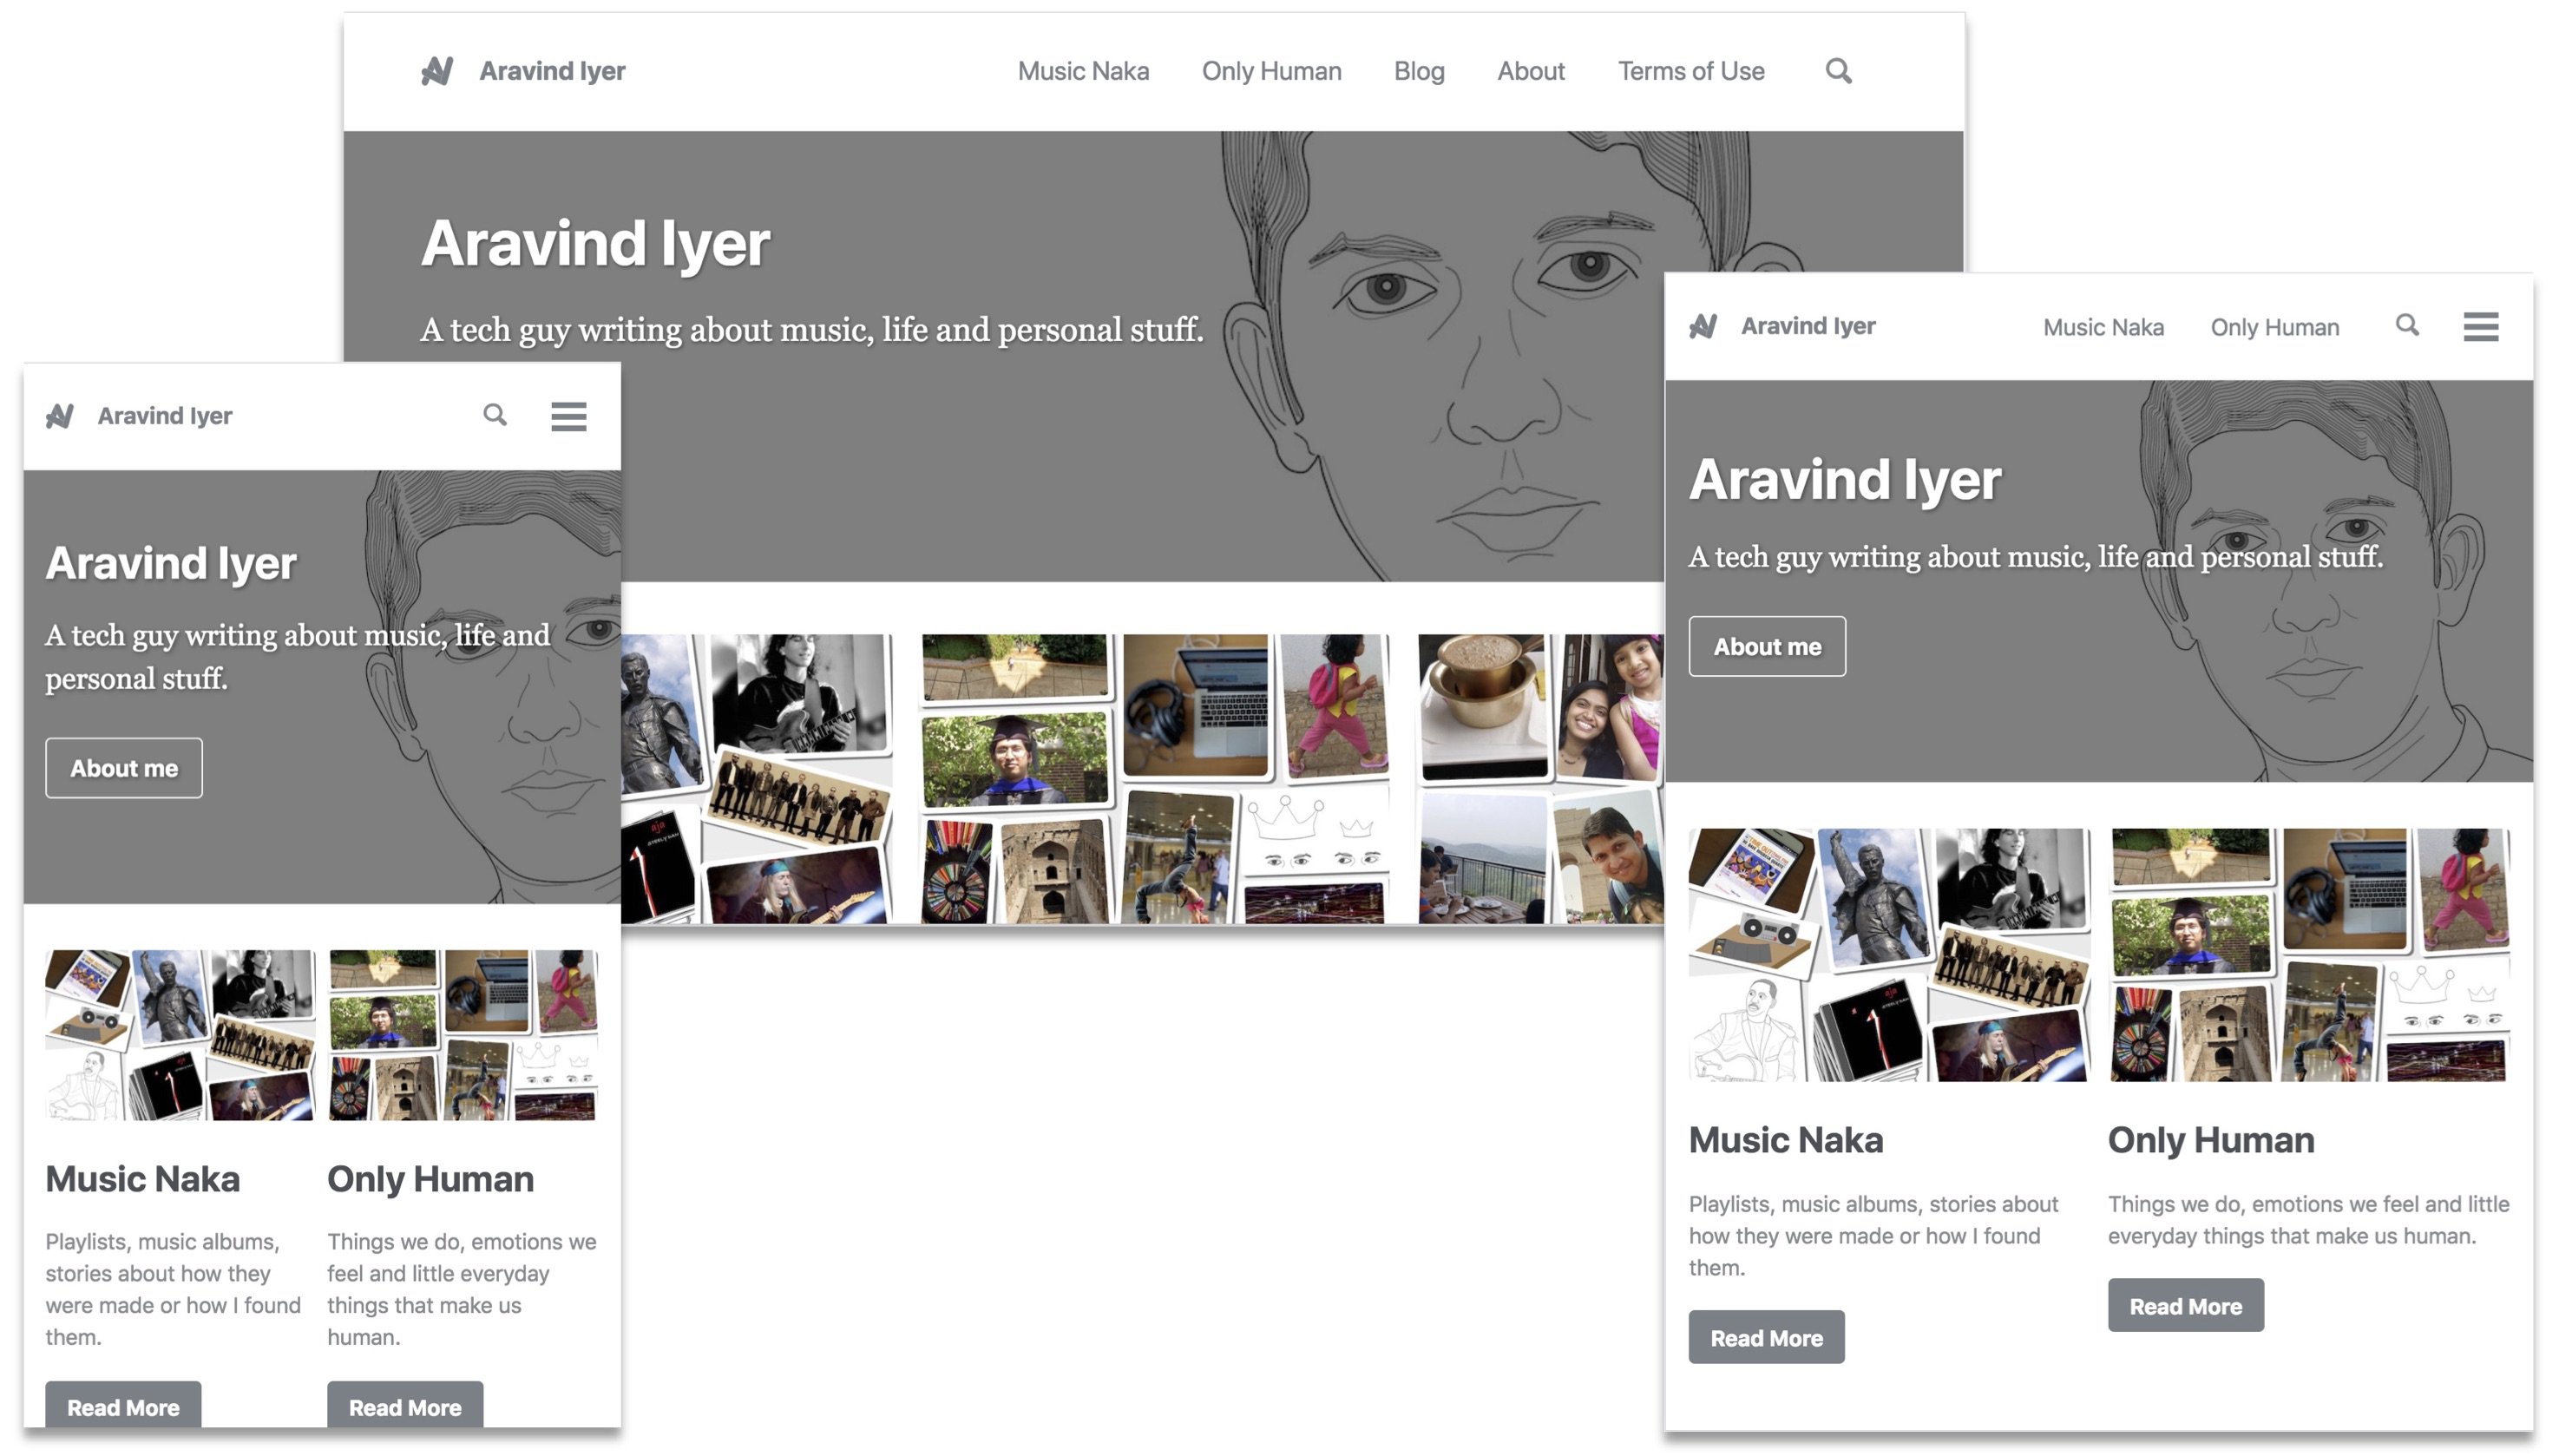 Aravind Iyer
Music Naka
Only Human
Blog
About
Terms of Use
Aravind Iyer
A tech guy writing about music, life and personal stuff.
Aravind Iyer
Aravind Iyer
A tech guy writing about music, life and
personal stuff.
About me
Music Naka
Playlists, music albums,
stories about how they
were made or how I found
them.
Read More
Only Human
Things we do, emotions we
feel and little everyday
things that make us
human.
Read More
aja
Aravind Iyer
Music Naka
Only Human
Aravind Iyer
A tech guy writing about music, life and personal stuff.
About me
aja
Music Naka
Playlists, music albums, stories about
how they were made or how I found
them.
Read More
Only Human
Things we do, emotions we feel and little
everyday things that make us human.
Read More